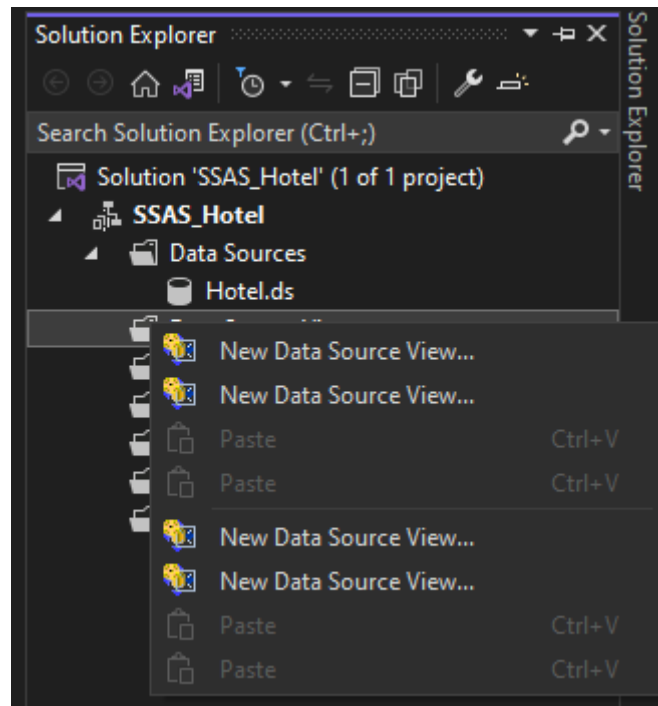 Solution Explorer
Solution Explorer
Search Solution Explorer (Ctrl+;)
Solution 'SSAS_Hotel' (1 of 1 project)
SSAS_Hotel
Data Sources
Hotel.ds
New Data Source View...
New Data Source View...
Paste Ctrl+V
Paste Ctrl+V
New Data Source View...
New Data Source View...
Paste Ctrl+V
Paste Ctrl+V